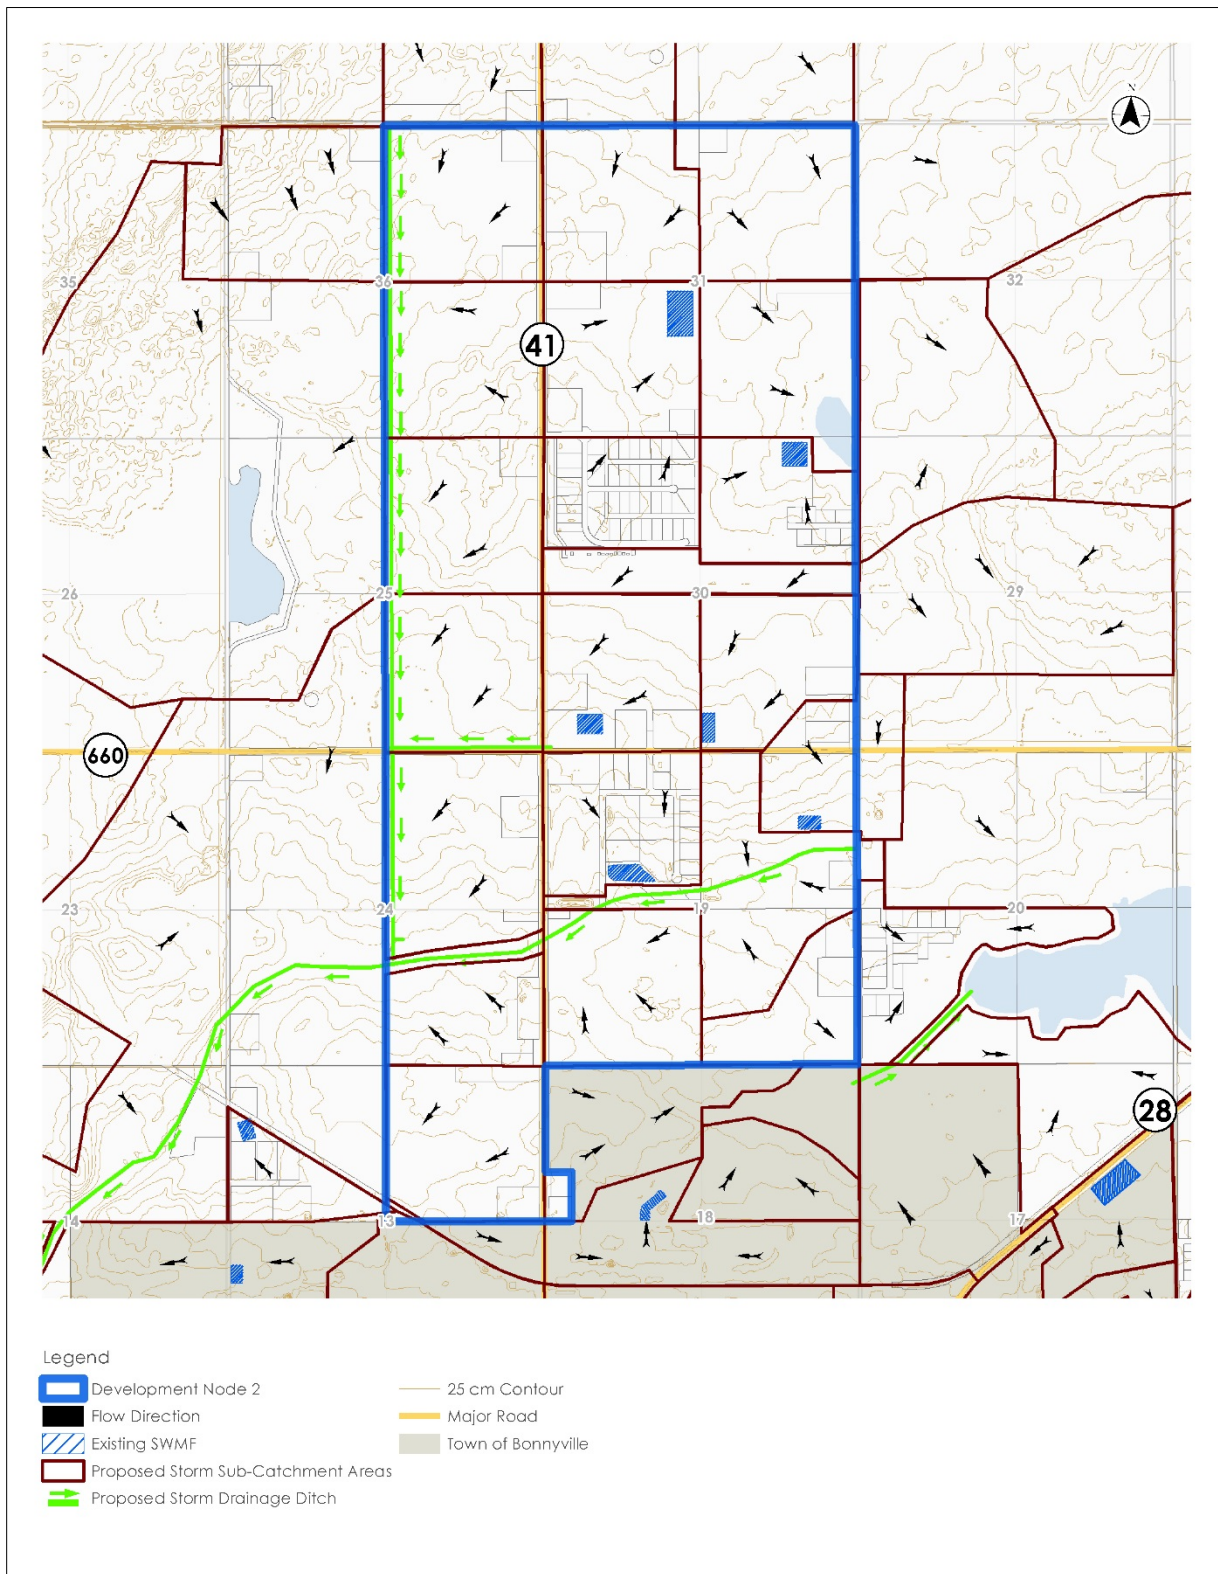 N
35
36
31
32
41
26
25
30
29
660
23
24
19
20
28
14
13
18
17
Legend
Development Node 2
25 cm Contour
Flow Direction
Major Road
Existing SWMF
Town of Bonnyville
Proposed Storm Sub-Catchment Areas
Proposed Storm Drainage Ditch